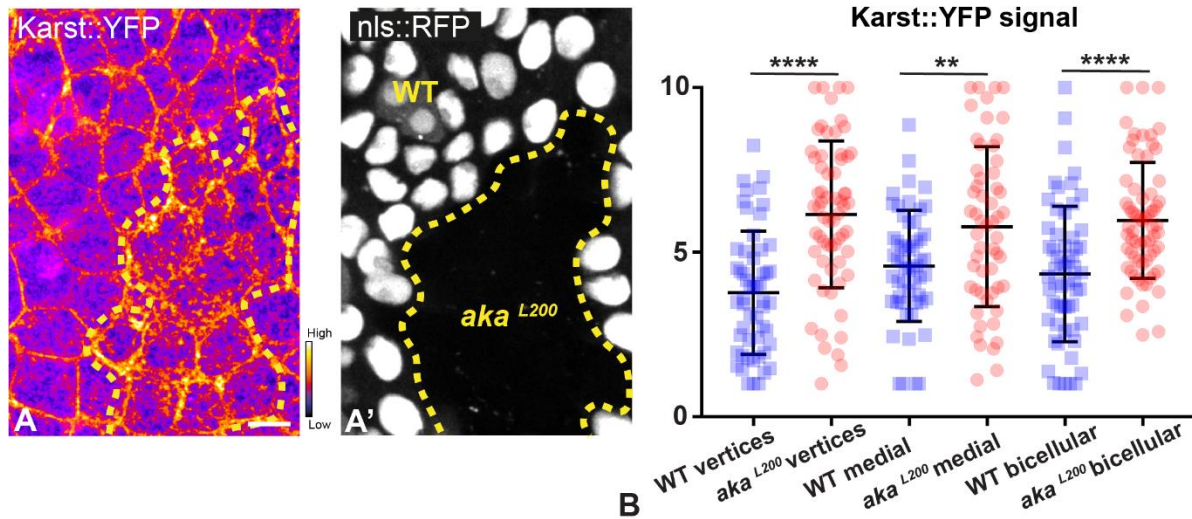 Karst::YFP
High
Low
A
nls::RFP
WT
aka L200
A'
Karst::YFP signal
**** ** ****
10
5
0
WT vertices
aka L200 vertices
WT medial
aka L200 medial
WT bicellular
aka L200 bicellular
B